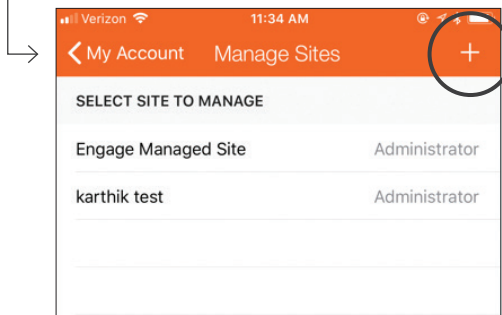 Verizon 11:34 AM
My Account Manage Sites +
SELECT SITE TO MANAGE
Engage Managed Site Administrator
karthik test Administrator